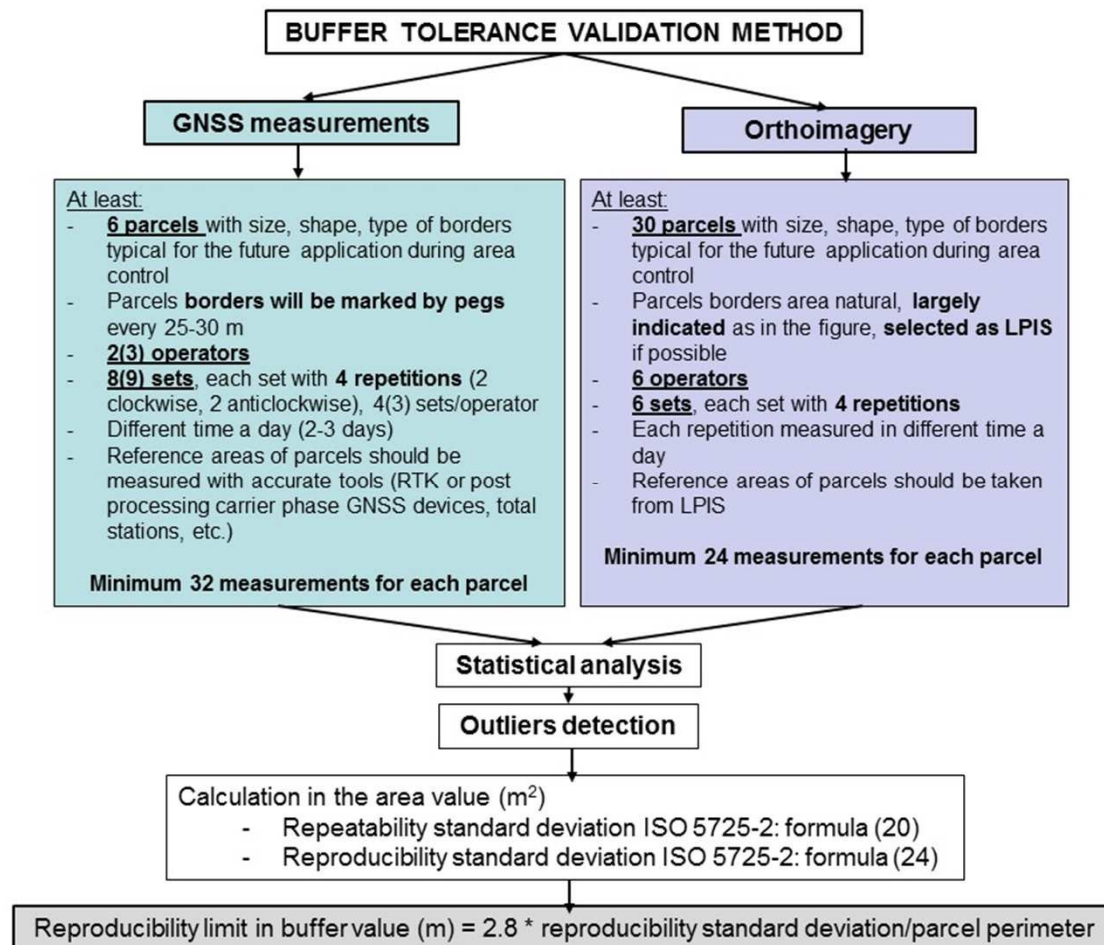 BUFFER TOLERANCE VALIDATION METHOD
GNSS measurements
At least:
- 6 parcels with size, shape, type of borders
typical for the future application during area
control
- Parcels borders will be marked by pegs
every 25-30 m
- 2(3) operators
- 8(9) sets, each set with 4 repetitions (2
clockwise, 2 anticlockwise), 4(3) sets/operator
- Different time a day (2-3 days)
- Reference areas of parcels should be
measured with accurate tools (RTK or post
processing carrier phase GNSS devices, total
stations, etc.)
Minimum 32 measurements for each parcel
Orthoimagery
At least:
- 30 parcels with size, shape, type of borders
typical for the future application during area
control
- Parcels borders area natural, largely
indicated as in the figure, selected as LPIS
if possible
- 6 operators
- 6 sets, each set with 4 repetitions
- Each repetition measured in different time a
day
- Reference areas of parcels should be taken
from LPIS
Minimum 24 measurements for each parcel
Statistical analysis
Outliers detection
Calculation in the area value (m²)
- Repeatability standard deviation ISO 5725-2: formula (20)
- Reproducibility standard deviation ISO 5725-2: formula (24)
Reproducibility limit in buffer value (m) = 2.8 * reproducibility standard deviation/parcel perimeter